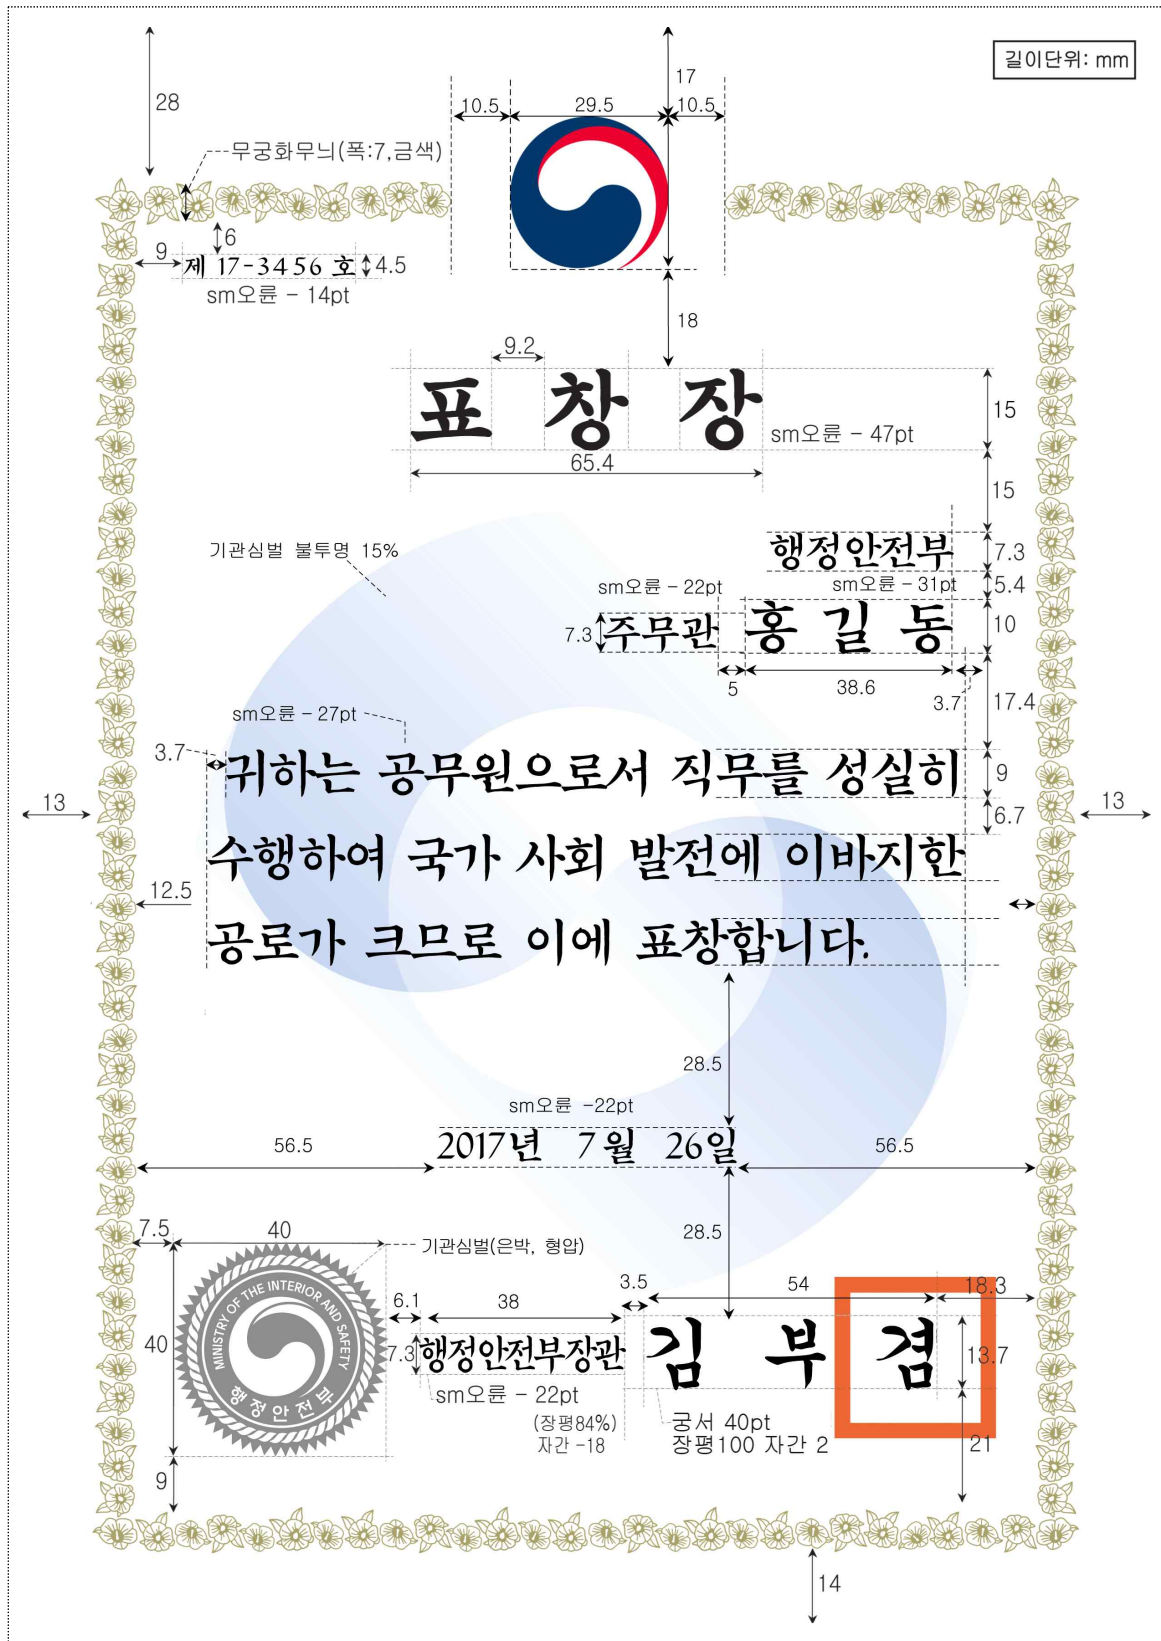 길이단위: mm
17
28
10.5
29.5
10.5
무궁화무늬(폭:7,금색)
6
9
제 17-3456 호
4.5
sm오륜 - 14pt
18
9.2
표 창 장
15
sm오륜 - 47pt
65.4
15
기관심벌 불투명 15%
행정안전부
7.3
sm오륜 - 22pt
sm오륜 - 31pt
5.4
7.3
주무관
홍 길 동
10
5
38.6
3.7
17.4
sm오륜 - 27pt
3.7
귀하는 공무원으로서 직무를 성실히
9
13
6.7
13
수행하여 국가 사회 발전에 이바지한
12.5
공로가 크므로 이에 표창합니다.
28.5
sm오륜 -22pt
56.5
2017년 7월 26일
56.5
7.5
40
28.5
기관심벌(은박, 형압)
3.5
54
18.3
6.1
38
MINISTRY OF THE INTERIOR AND SAFETY
행정안전부
40
7.3
행정안전부장관
김 부 겸
13.7
sm오륜 - 22pt
(장평84%)
자간 -18
궁서 40pt
장평100 자간 2
21
9
14